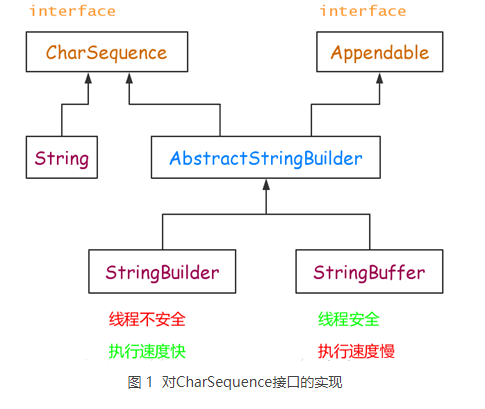 interface
interface
CharSequence
Appendable
String
AbstractStringBuilder
StringBuilder
StringBuffer
线程不安全
线程安全
执行速度快
执行速度慢
图 1 对CharSequence接口的实现